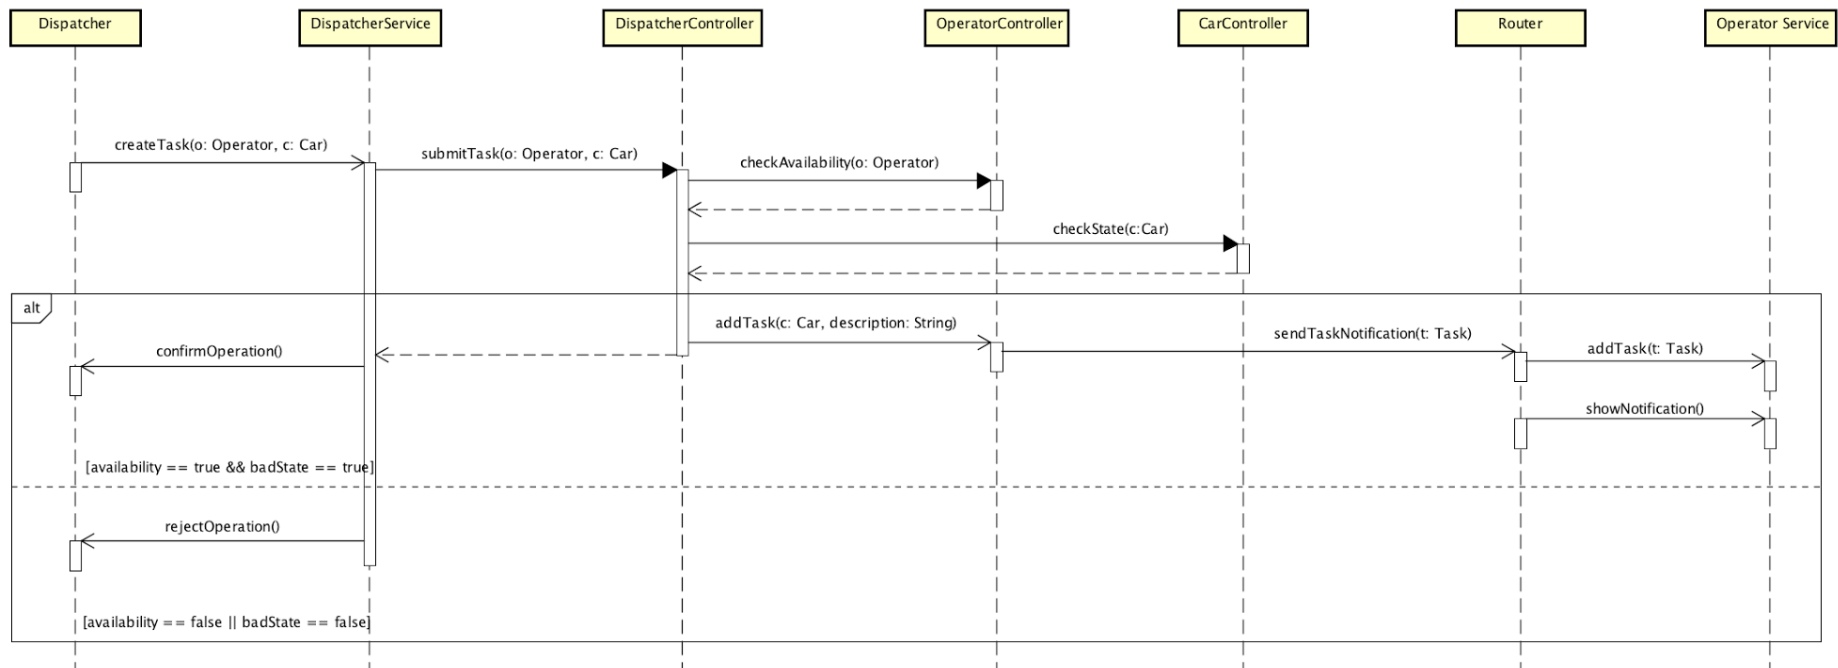 Dispatcher
DispatcherService
DispatcherController
OperatorController
CarController
Router
Operator Service
createTask(o: Operator, c: Car)
submitTask(o: Operator, c: Car)
checkAvailability(o: Operator)
checkState(c:Car)
alt
addTask(c: Car, description: String)
sendTaskNotification(t: Task)
addTask(t: Task)
confirmOperation()
showNotification()
[availability == true && badState == true]
rejectOperation()
[availability == false || badState == false]